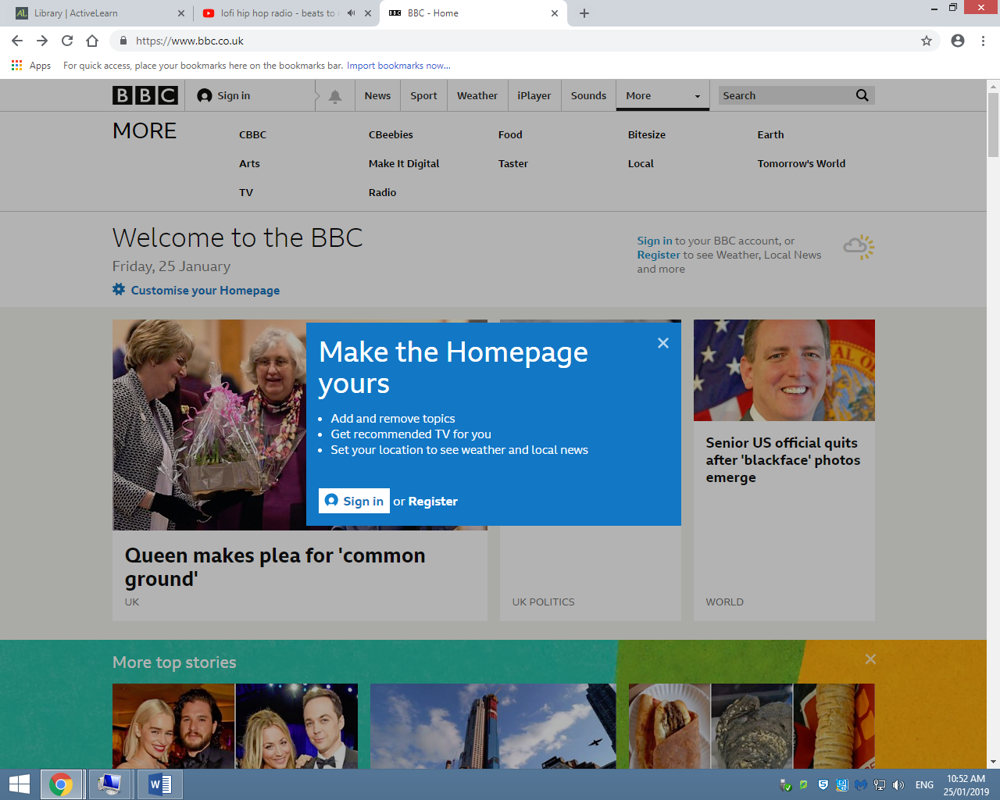 Library | ActiveLearn
lofi hip hop radio - beats to
BBC - Home
https://www.bbc.co.uk
Apps For quick access, place your bookmarks here on the bookmarks bar. Import bookmarks now...
BBC Sign in News Sport Weather iPlayer Sounds More Search
MORE
CBBC CBeebies Food Bitesize Earth
Arts Make It Digital Taster Local Tomorrow's World
TV Radio
Welcome to the BBC
Friday, 25 January
Customise your Homepage
Sign in to your BBC account, or
Register to see Weather, Local News
and more
Make the Homepage
yours
Add and remove topics
Get recommended TV for you
Set your location to see weather and local news
Sign in or Register
Queen makes plea for 'common
ground'
UK
UK POLITICS
Senior US official quits
after 'blackface' photos
emerge
WORLD
More top stories
ENG
10:52 AM
25/01/2019